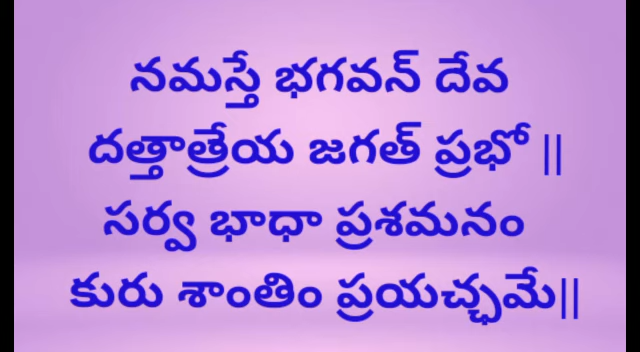 నమస్తే భగవన్ దేవ
దత్తాత్రేయ జగత్ ప్రభో ||
సర్వ భాధా ప్రశమనం
కురు శాంతిం ప్రయచ్ఛమే||